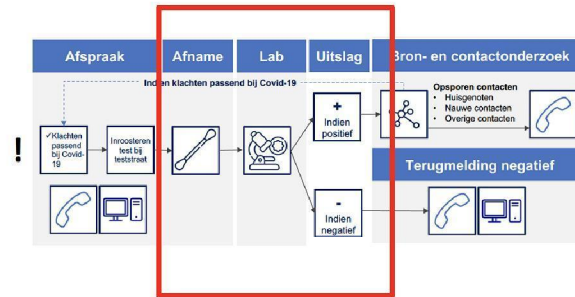 Afspraak
Afname
Lab
Uitslag
Bron- en contactonderzoek
Indien klachten passend bij Covid-19
Opsporen contacten
• Huisgenoten
• Nauwe contacten
• Overige contacten
!
✓Klachten
passend
bij Covid-
19
Inroosteren
test bij
teststraat
+
Indien
positief
Terugmelding negatief
-
Indien
negatief